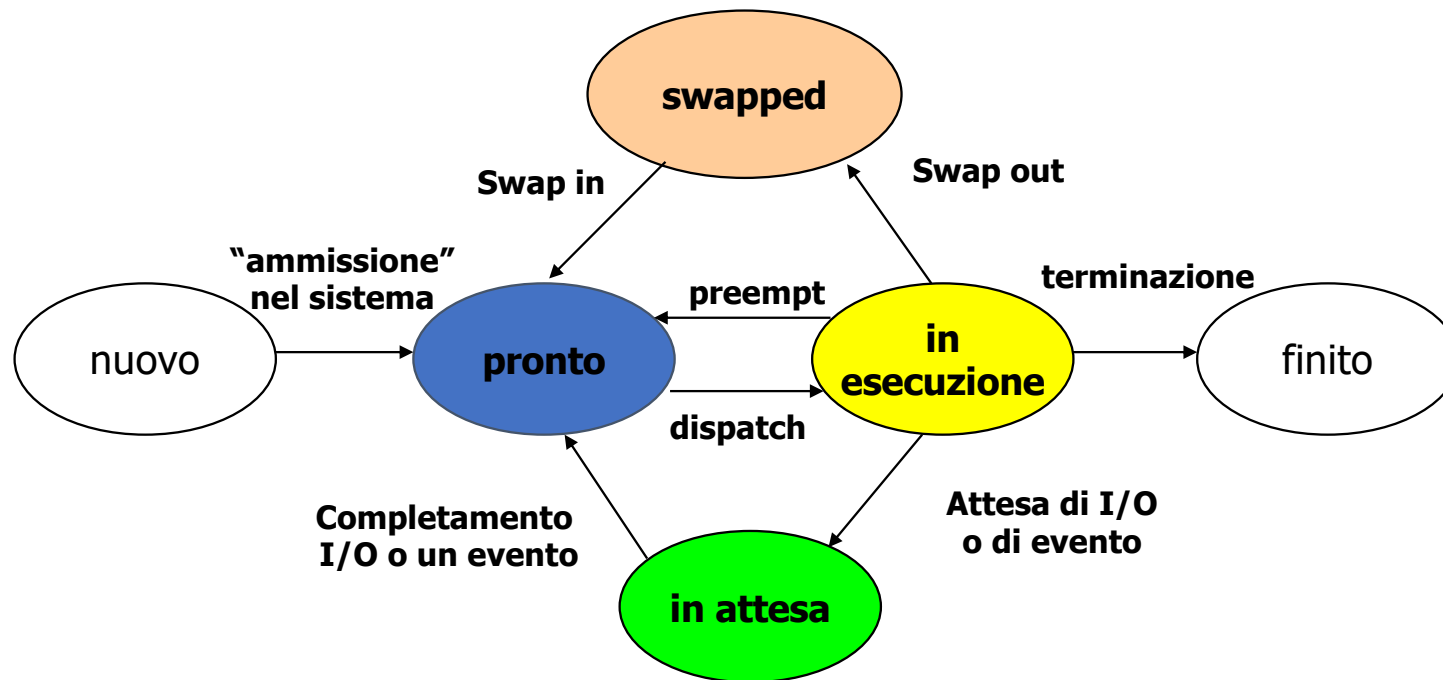 swapped
Swap in
Swap out
“ammissione”
nel sistema
terminazione
preempt
nuovo
pronto
in
esecuzione
finito
dispatch
Completamento
I/O o un evento
Attesa di I/O
o di evento
in attesa